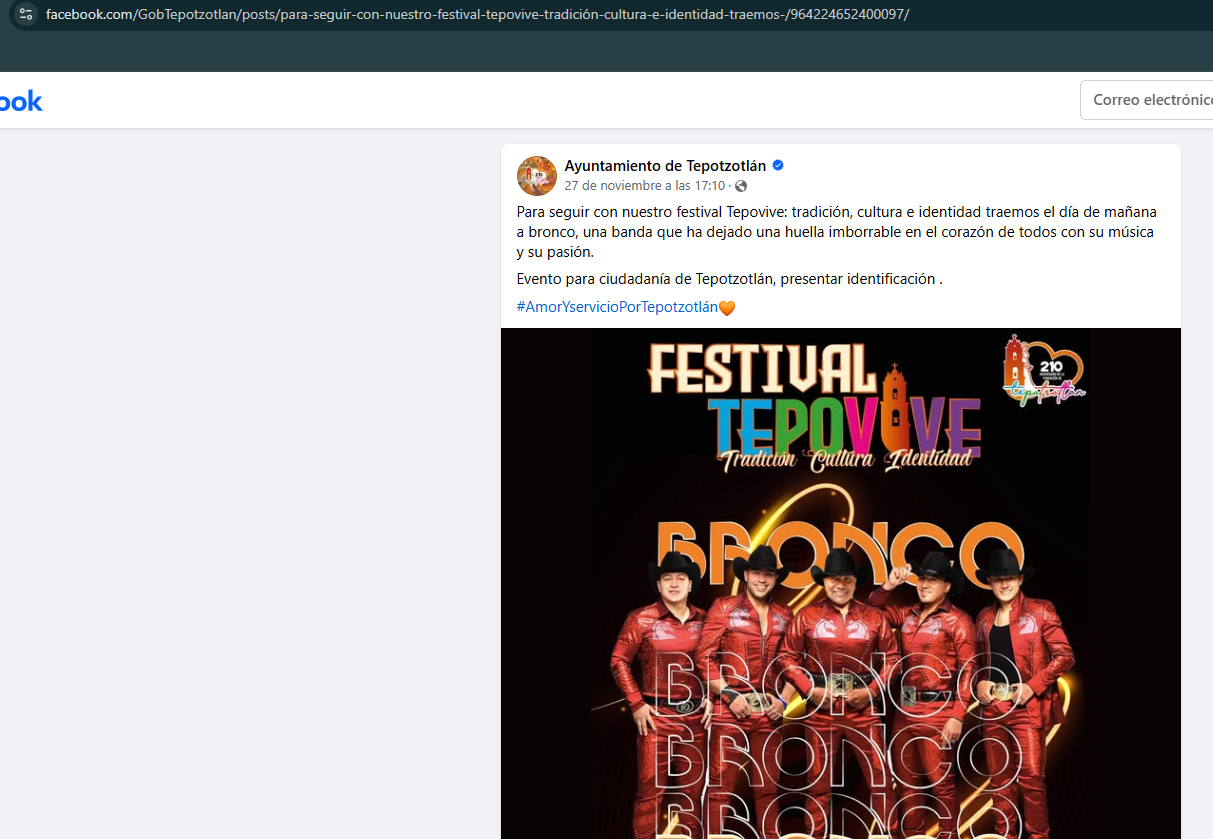 facebook.com/GobTepotzotlan/posts/para-seguir-con-nuestro-festival-tepovive-tradición-cultura-e-identidad-traemos-/964224652400097/
ook
Correo electrónico
Ayuntamiento de Tepotzotlán
27 de noviembre a las 17:10 ·
Para seguir con nuestro festival Tepovive: tradición, cultura e identidad traemos el día de mañana
a bronco, una banda que ha dejado una huella imborrable en el corazón de todos con su música
y su pasión.
Evento para ciudadanía de Tepotzotlán, presentar identificación .
#AmorYservicioPorTepotzotlán🧡
FESTIVAL
TEPOVIVE
Tradición Cultura Identidad
210
tepotzotlán
BRONCO
BRONCO
BRONCO
BRONCO